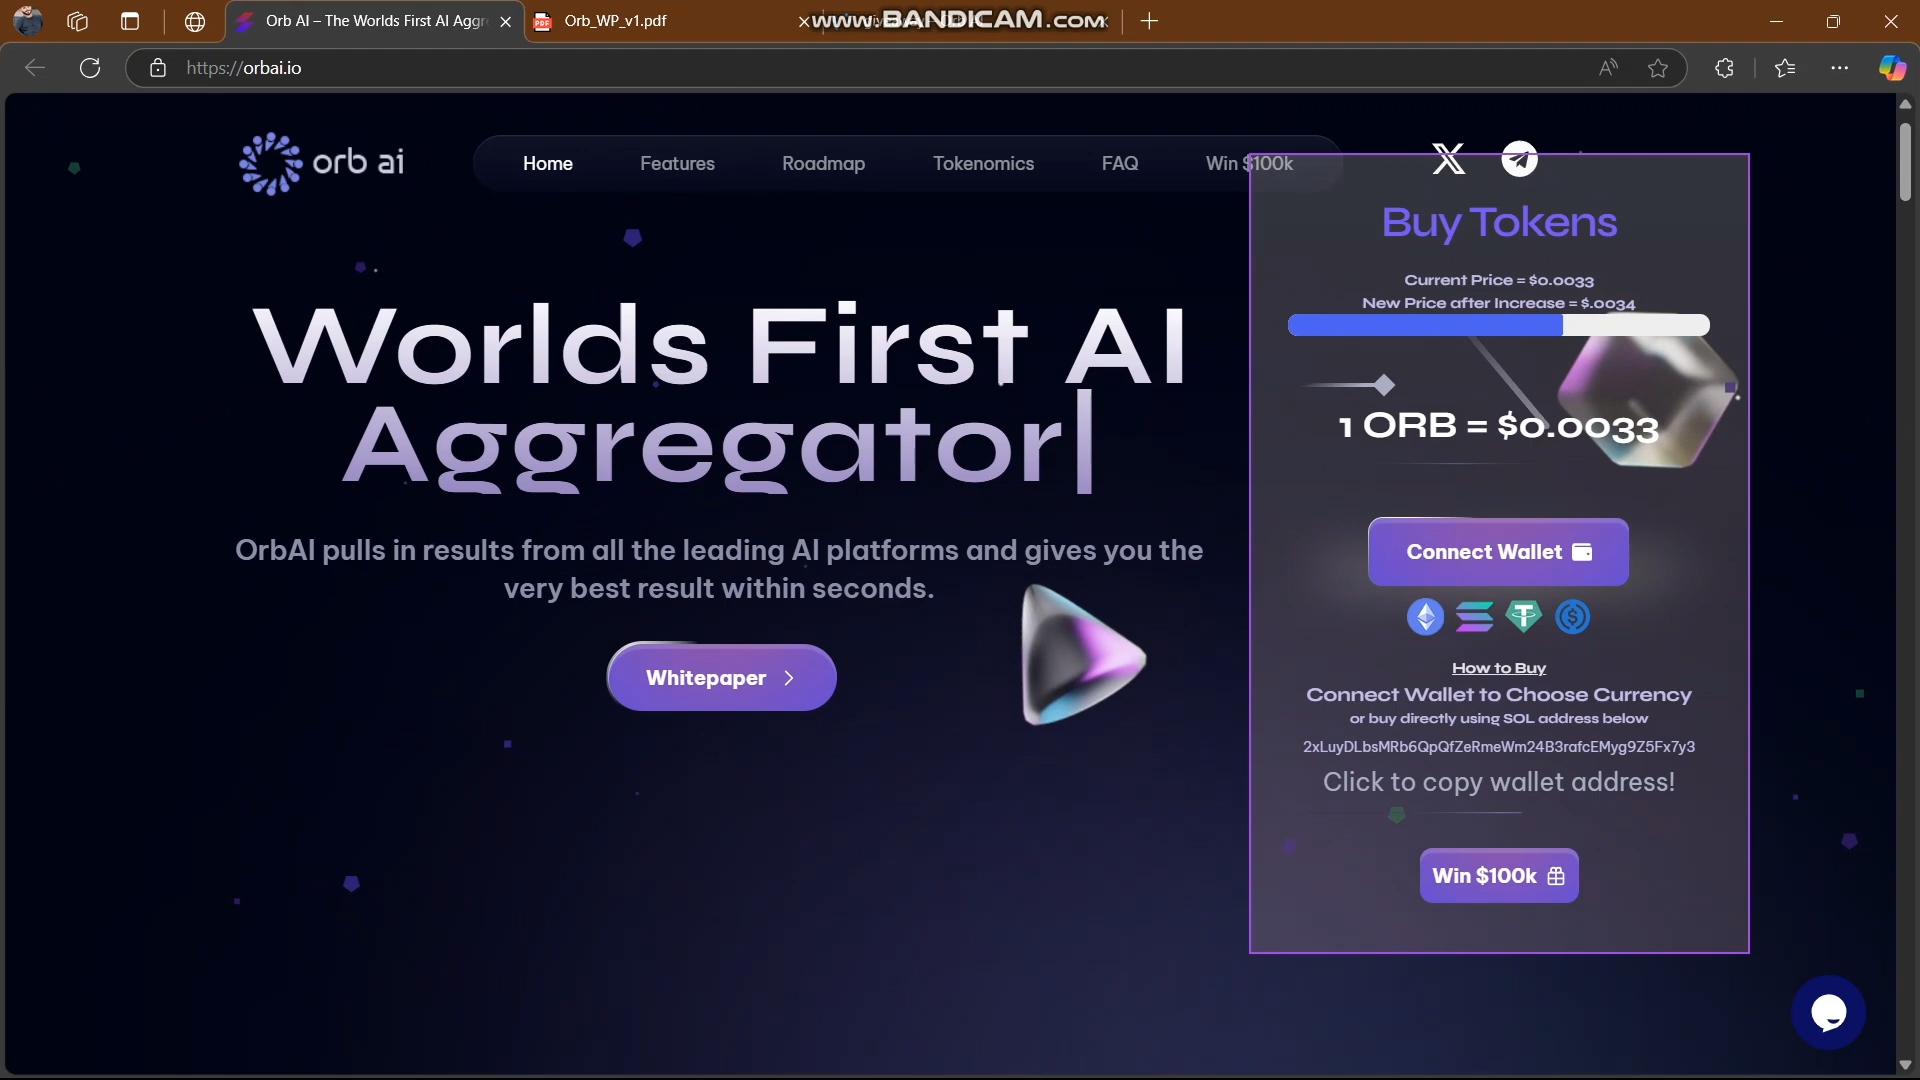 Orb AI – The Worlds First AI Aggre
Orb_WP_v1.pdf
www.BANDICAM.com
https://orbai.io
orb ai
Home
Features
Roadmap
Tokenomics
FAQ
Win $100k
Worlds First AI
Aggregator|
OrbAI pulls in results from all the leading AI platforms and gives you the
very best result within seconds.
Whitepaper
Buy Tokens
Current Price = $0.0033
New Price after Increase = $.0034
1 ORB = $0.0033
Connect Wallet
How to Buy
Connect Wallet to Choose Currency
or buy directly using SOL address below
2xLuyDLbsMRb6QpQfZeRmeWm24B3rafcEMyg9Z5Fx7y3
Click to copy wallet address!
Win $100k